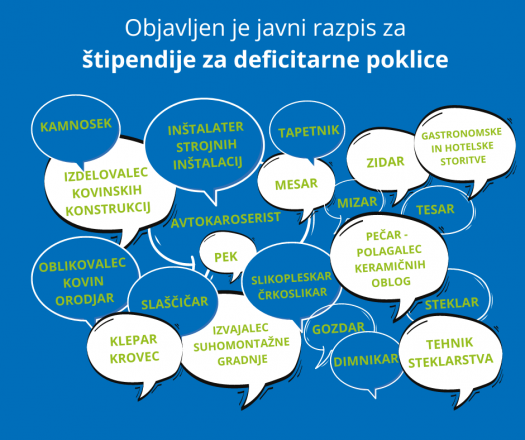 Objavljen je javni razpis za
štipendije za deficitarne poklice
KAMNOSEK
INŠTALATER
STROJNIH
INŠTALACIJ
TAPETNIK
GASTRONOMSKE
IN HOTELSKE
STORITVE
ZIDAR
IZDELOVALEC
KOVINSKIH
KONSTRUKCIJ
MESAR
MIZAR
TESAR
AVTOKAROSERIST
PEČAR -
POLAGALEC
KERAMIČNIH
OBLOG
PEK
OBLIKOVALEC
KOVIN
ORODJAR
SLIKOPLESKAR
ČRKOSLIKAR
SLAŠČIČAR
STEKLAR
KLEPAR
KROVEC
IZVAJALEC
SUHOMONTAŽNE
GRADNJE
GOZDAR
DIMNIKAR
TEHNIK
STEKLARSTVA